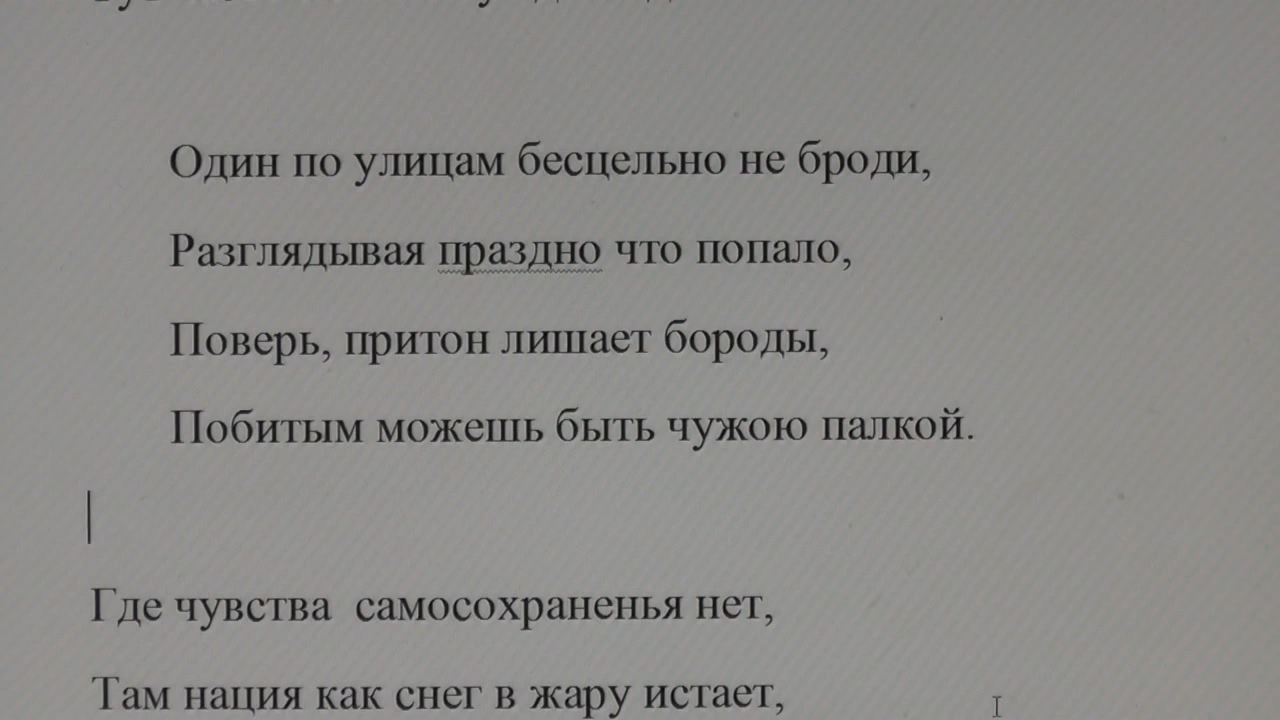 Один по улицам бесцельно не броди,
Разглядывая праздно что попало,
Поверь, притон лишает бороды,
Побитым можешь быть чужою палкой.
Где чувства  самосохраненья нет,
Там нация как снег в жару истает,